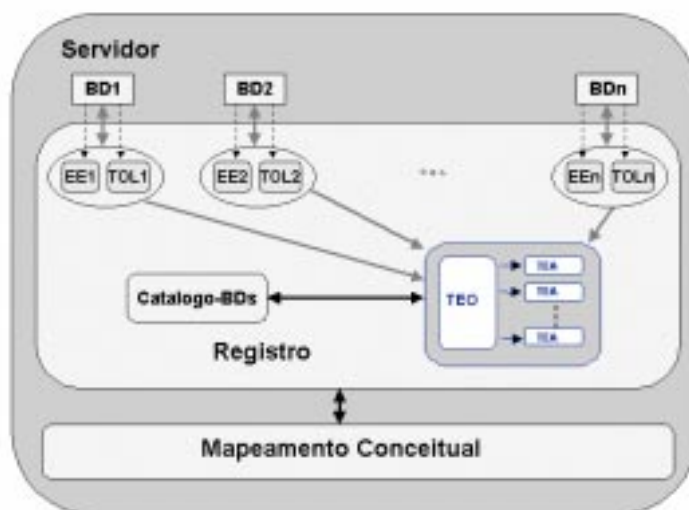 Servidor
BD1 BD2 BDn
EE1 TOL1 EE2 TOL2 ... EEn TOLn
TEO
TEA
TEA
TEA
Catalogo-BDs
Registro
Mapeamento Conceitual